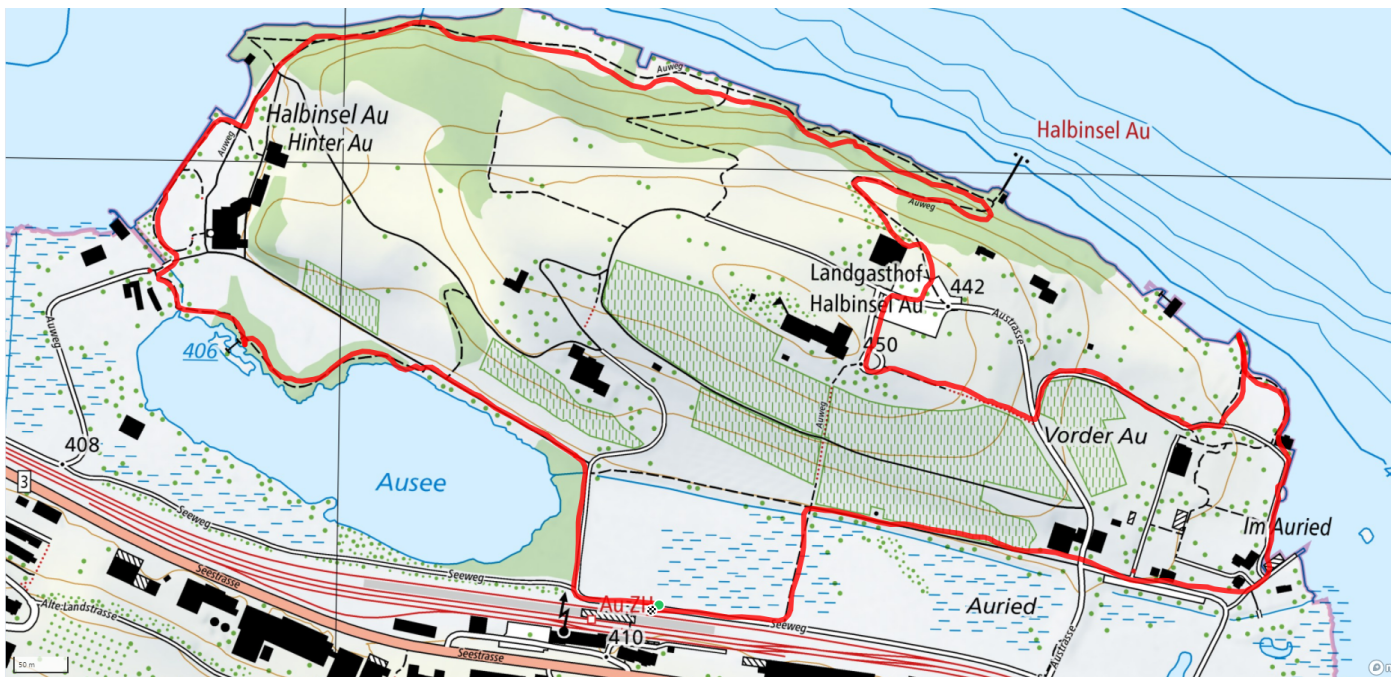 Auweg
Halbinsel Au
Hinter Au
Auweg
Halbinsel Au
Auweg
Landgasthof
Halbinsel Au
442
Austrasse
450
406
Auweg
Auweg
Vorder Au
408
Ausee
3
Seeweg
Im Auried
Seeweg
Au ZH
Auried
Seeweg
Seestrasse
Alte Landstrasse
410
Seestrasse
Austrasse
50 m